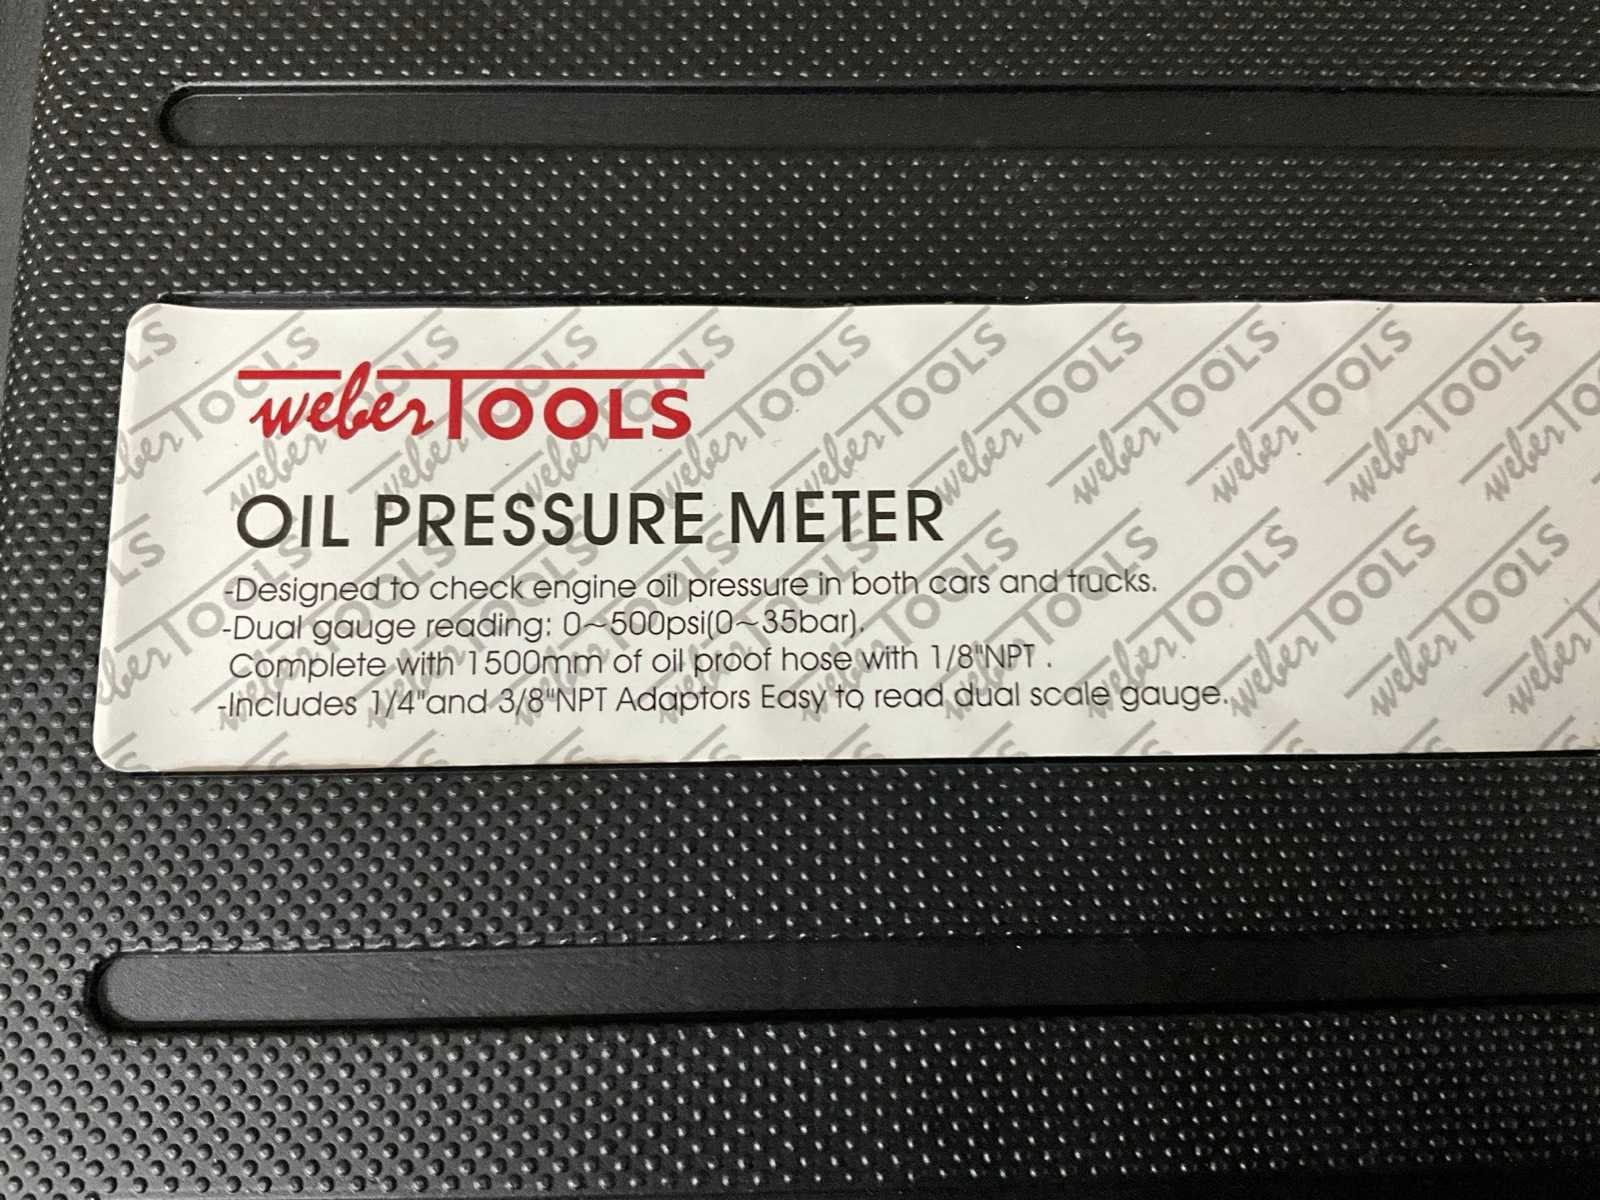 weber TOOLS
OIL PRESSURE METER
-Designed to check engine oil pressure in both cars and trucks.
-Dual gauge reading: 0~500psi(0~35bar).
Complete with 1500mm of oil proof hose with 1/8"NPT .
-Includes 1/4"and 3/8"NPT Adaptors Easy to read dual scale gauge.